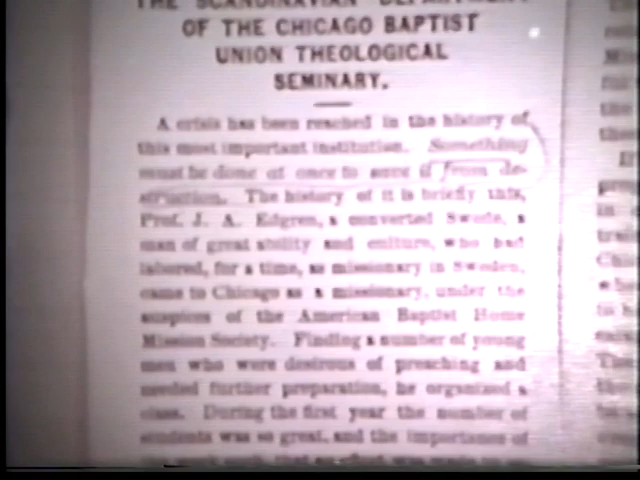 THE SCANDINAVIAN DEPARTMENT
OF THE CHICAGO BAPTIST
UNION THEOLOGICAL
SEMINARY.
A crisis has been reached in the history of
this most important institution. Something
must be done at once to save it from de-
struction. The history of it is briefly this,
Prof. J. A. Edgren, a converted Swede, a
man of great ability and culture, who had
labored, for a time, as missionary in Sweden,
came to Chicago as a missionary, under the
auspices of the American Baptist Home
Mission Society. Finding a number of young
men who were desirous of preaching and
needed further preparation, he organized a
class. During the first year the number of
students was so great, and the importance of